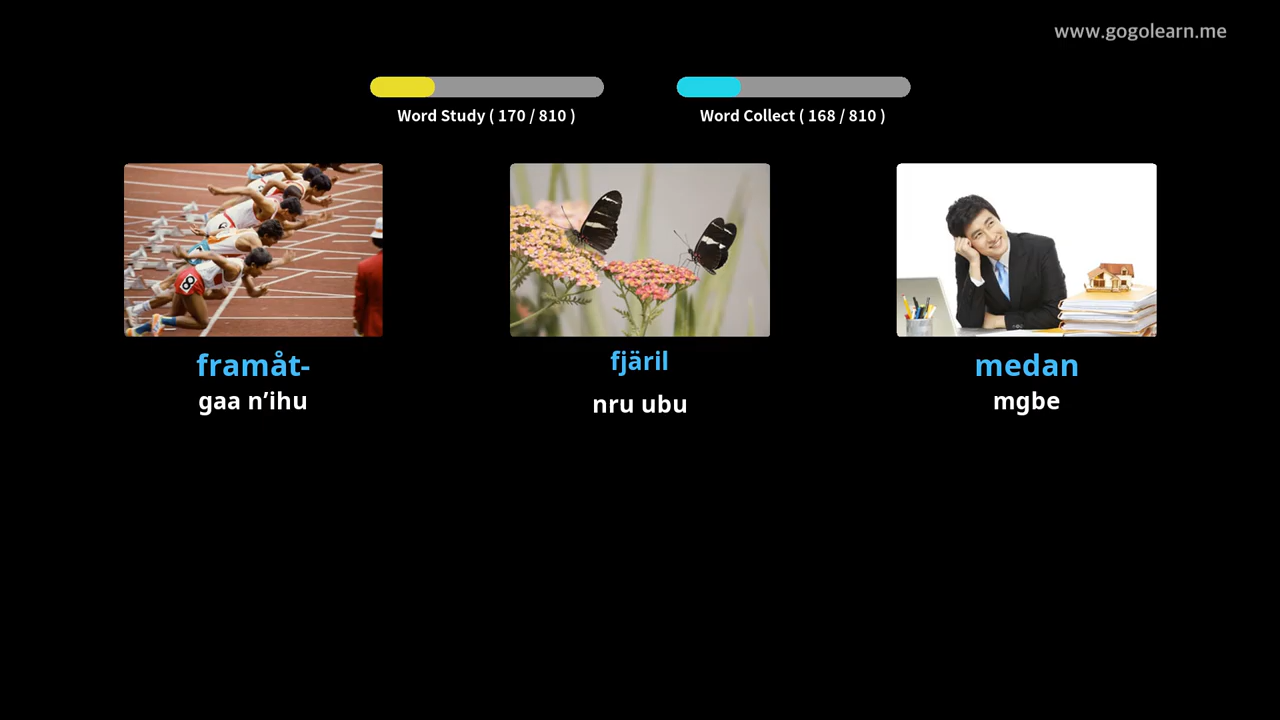 www.gogolearn.me
Word Study ( 170 / 810 )
Word Collect ( 168 / 810 )
8
framåt-
gaa n’ihu
fjäril
nru ubu
medan
mgbe